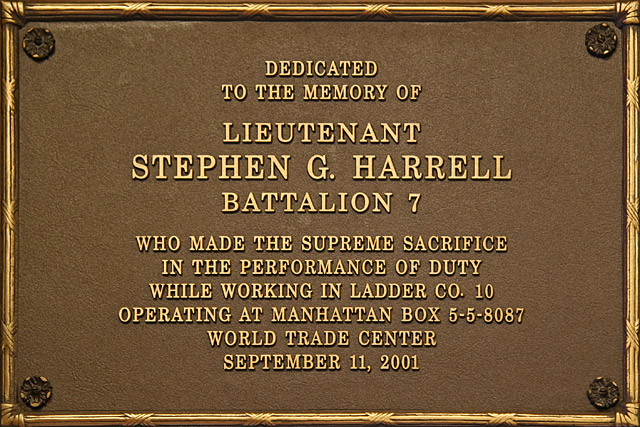 DEDICATED
TO THE MEMORY OF
LIEUTENANT
STEPHEN G. HARRELL
BATTALION 7
WHO MADE THE SUPREME SACRIFICE
IN THE PERFORMANCE OF DUTY
WHILE WORKING IN LADDER CO. 10
OPERATING AT MANHATTAN BOX 5-5-8087
WORLD TRADE CENTER
SEPTEMBER 11, 2001